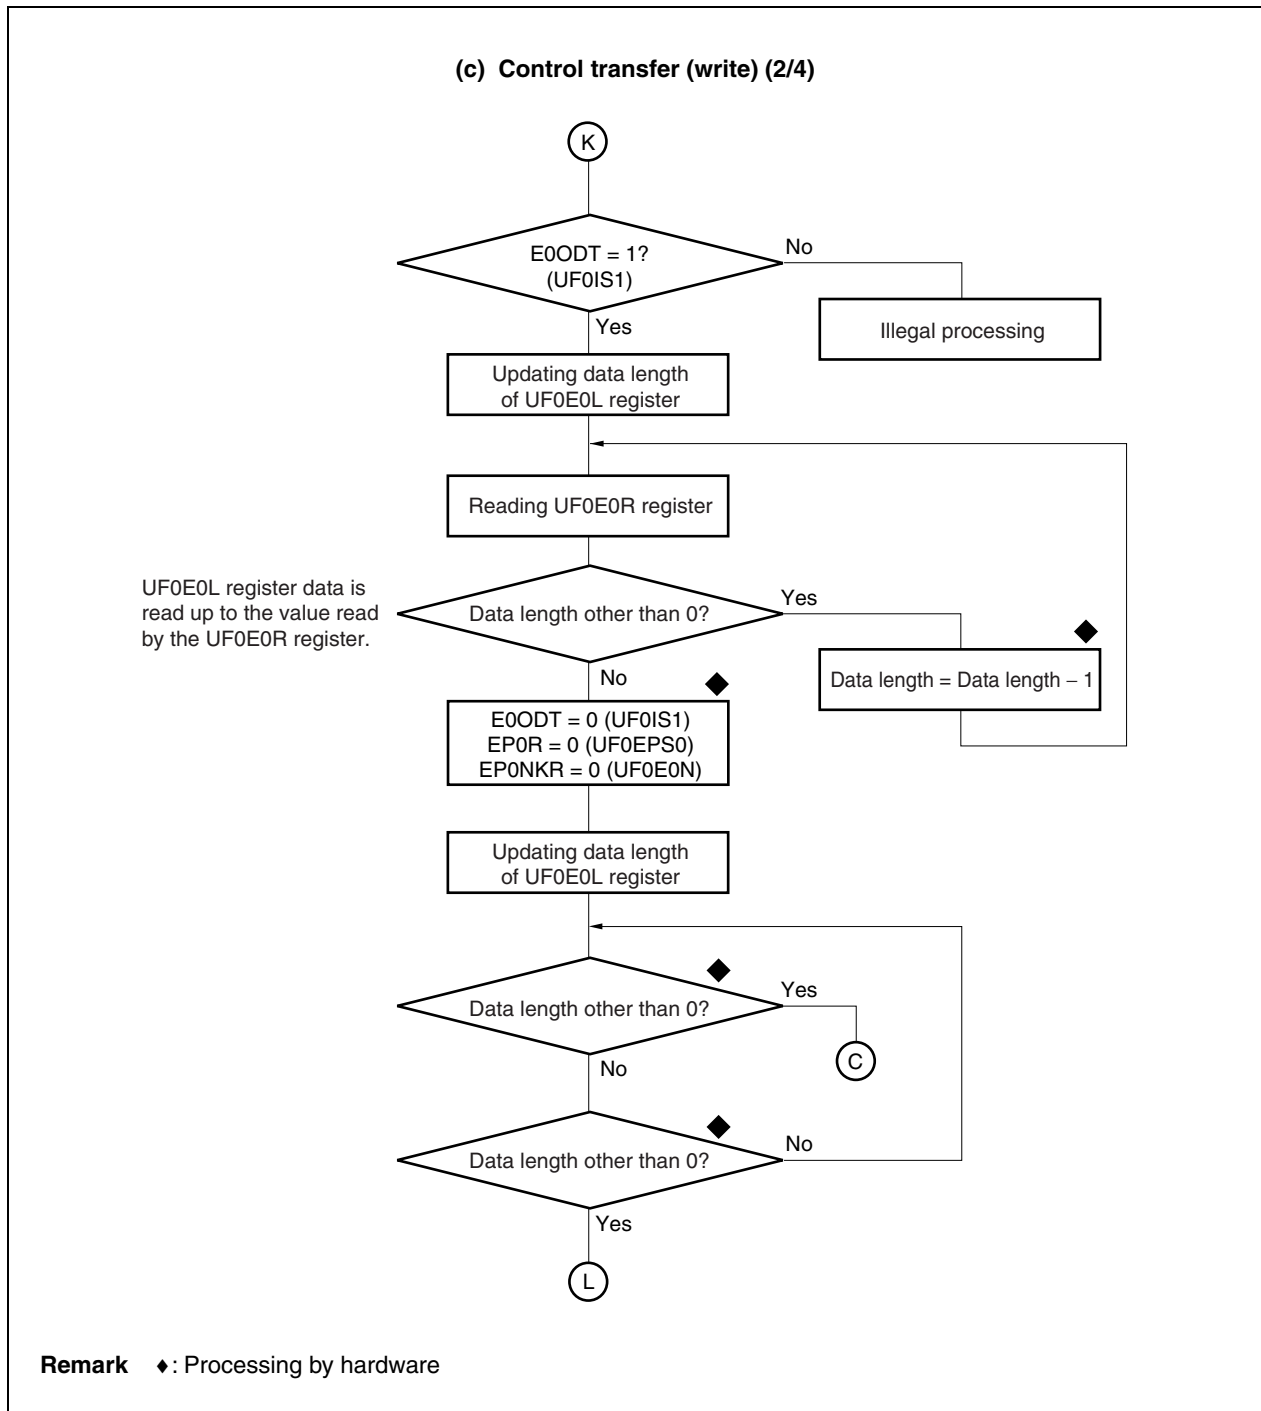 (c) Control transfer (write) (2/4)
K
E0ODT = 1?
(UF0IS1)
No
Yes
Illegal processing
Updating data length
of UF0E0L register
Reading UF0E0R register
UF0E0L register data is
read up to the value read
by the UF0E0R register.
Data length other than 0?
Yes
No
Data length = Data length − 1
E0ODT = 0 (UF0IS1)
EP0R = 0 (UF0EPS0)
EP0NKR = 0 (UF0E0N)
Updating data length
of UF0E0L register
Data length other than 0?
Yes
C
No
Data length other than 0?
No
Yes
L
Remark ♦: Processing by hardware